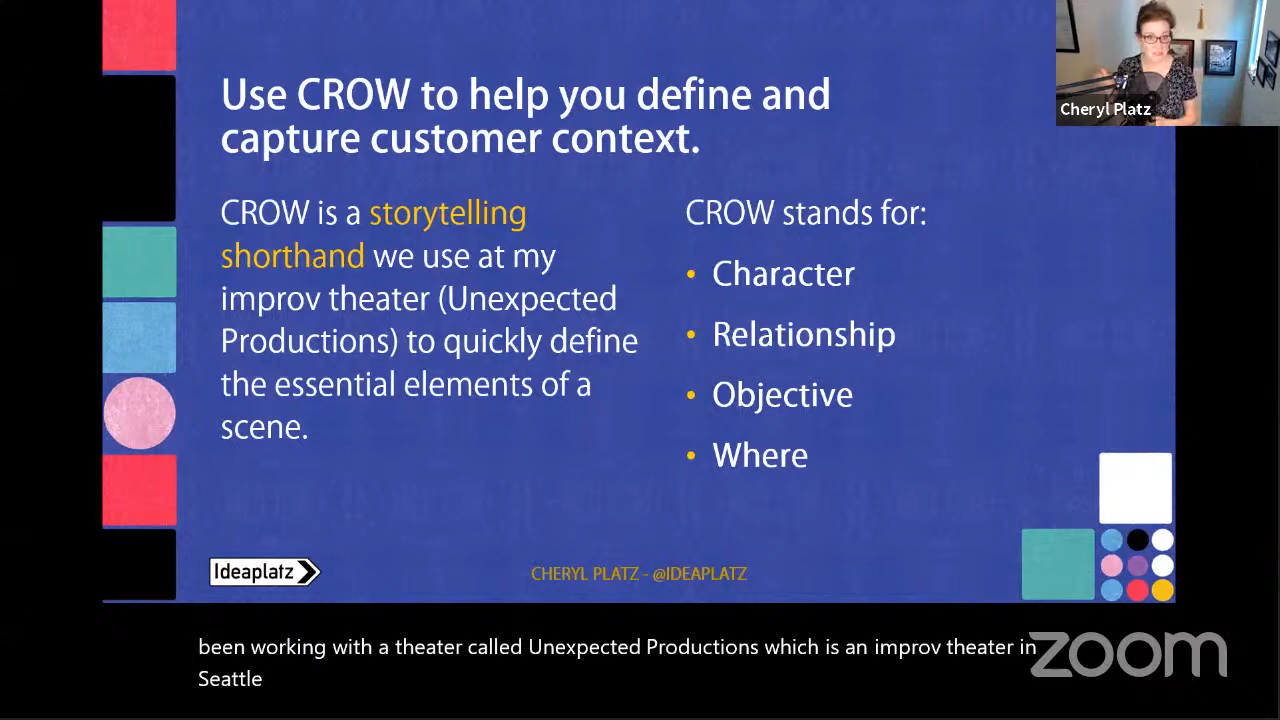 Use CROW to help you define and
capture customer context.
CROW is a storytelling
shorthand we use at my
improv theater (Unexpected
Productions) to quickly define
the essential elements of a
scene.
CROW stands for:
• Character
• Relationship
• Objective
• Where
Cheryl Platz
Ideaplatz
CHERYL PLATZ - @IDEAPLATZ
been working with a theater called Unexpected Productions which is an improv theater in
Seattle
zoom